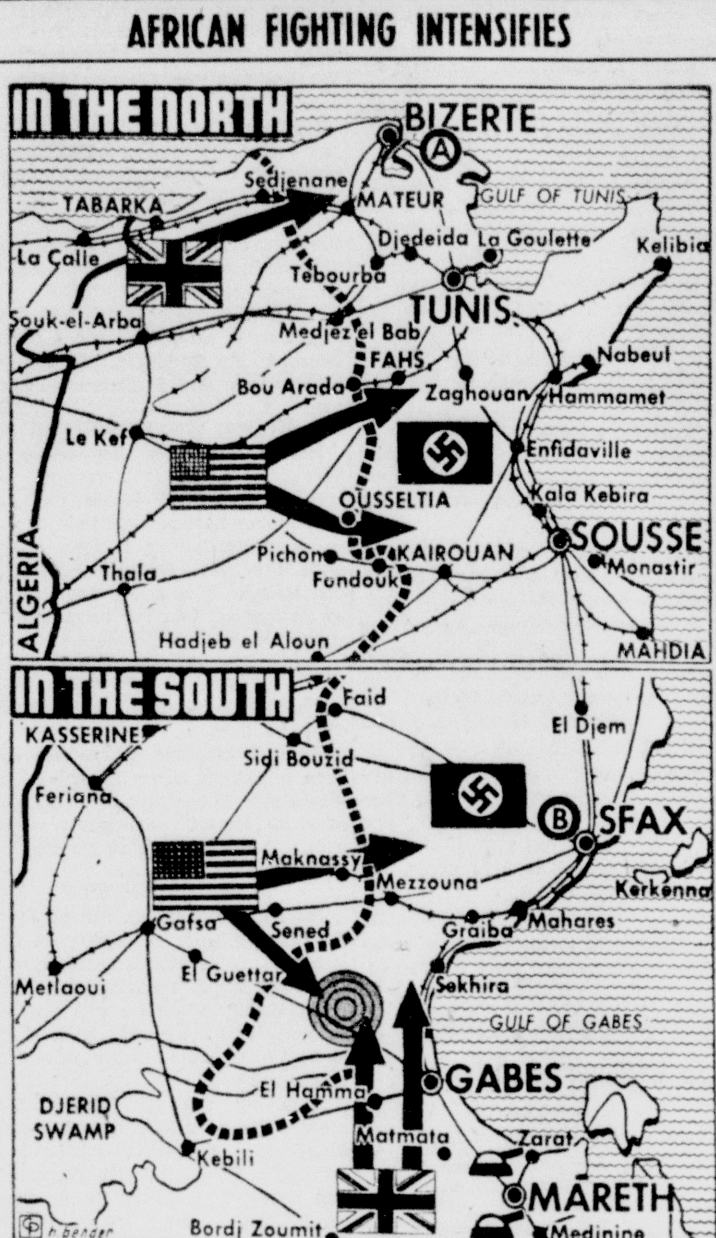 AFRICAN FIGHTING INTENSIFIES
IN THE NORTH
BIZERTE
A
Sedjenane
TABARKA
MATEUR
GULF OF TUNIS
La Calle
Djedeida
La Goulette
Kelibia
Tebourba
TUNIS
Souk-el-Arba
Medjez el Bab
FAHS
Nabeul
Bou Arada
Zaghouan
Hammamet
Le Kef
Enfidaville
Kala Kebira
OUSSELTIA
SOUSSE
ALGERIA
Pichon
KAIROUAN
Monastir
Thala
Fondouk
Hadjeb el Aloun
MAHDIA
IN THE SOUTH
Faid
KASSERINE
El Djem
Sidi Bouzid
Feriana
B
SFAX
Maknassy
Mezzouna
Kerkenna
Gafsa
Sened
Graiba
Mahares
El Guettar
Metlaoui
Sekhira
GULF OF GABES
GABES
El Hamma
DJERID
SWAMP
Matmata
Zarat
Kebili
MARETH
Bordj Zoumit
Medinine